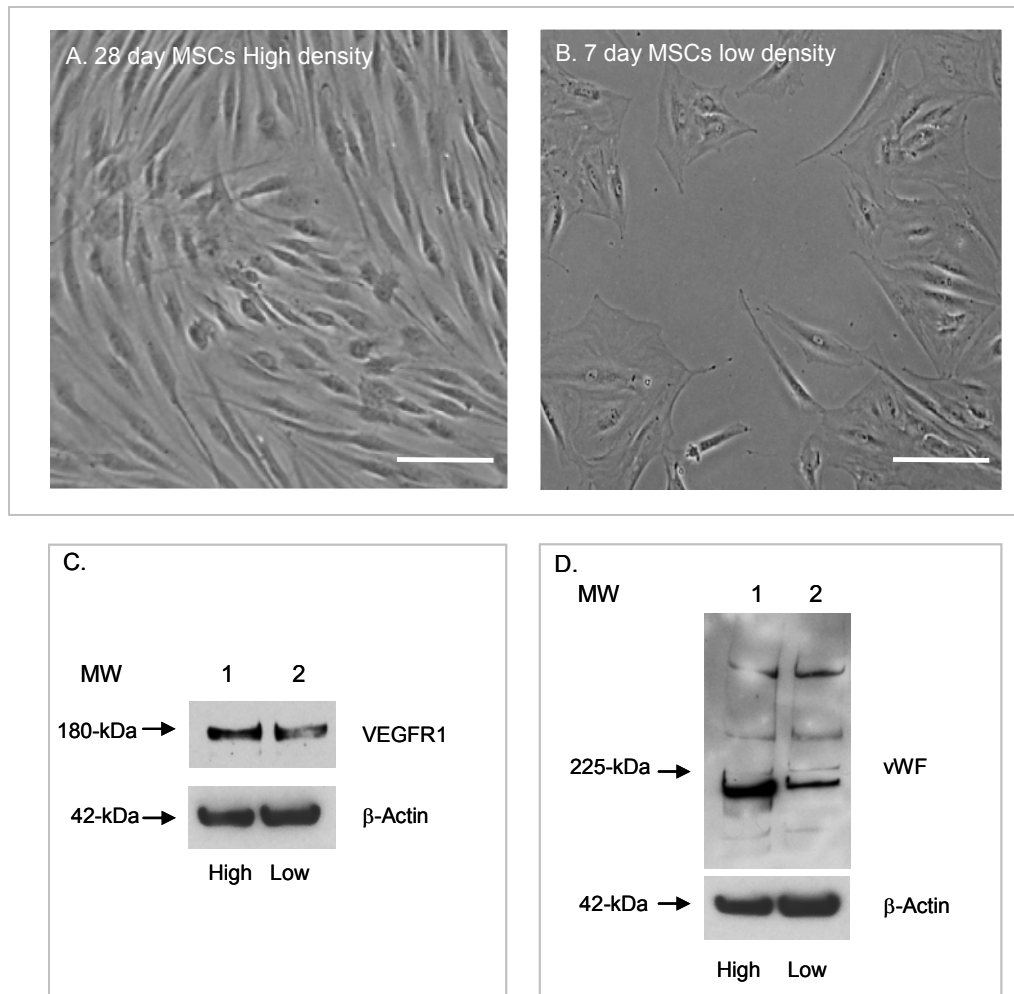 A. 28 day MSCs High density
B. 7 day MSCs low density
C.
MW 1 2
180-kDa VEGFR1
42-kDa β-Actin
High Low
D.
MW 1 2
225-kDa vWF
42-kDa β-Actin
High Low